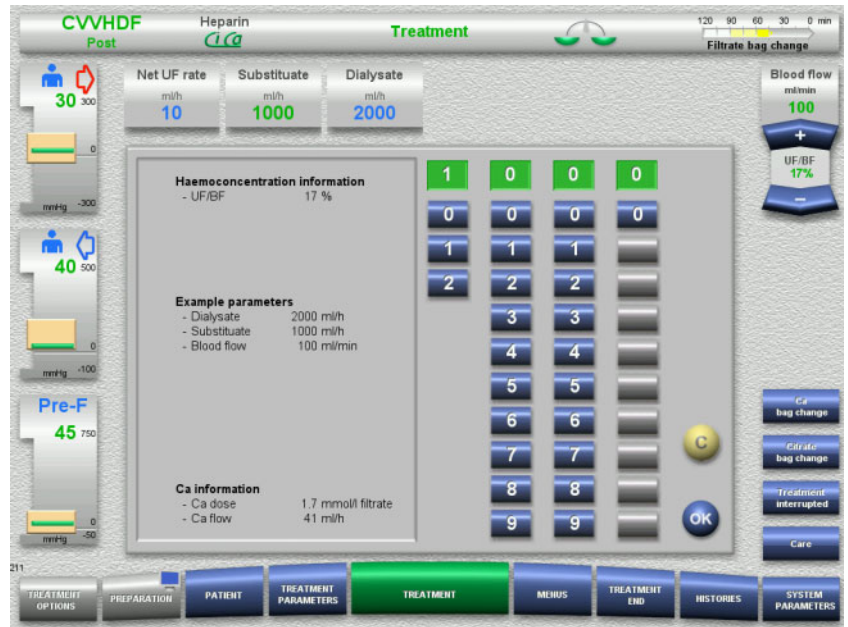 CVVHDF
Post
Heparin
CiCa
Treatment
120 90 60 30 0 min
Filtrate bag change
30 300
0
mmHg -300
40 500
0
mmHg -100
Pre-F
45 750
0
mmHg -50
Net UF rate
ml/h
10
Substituate
ml/h
1000
Dialysate
ml/h
2000
Blood flow
ml/min
100
+
UF/BF
17%
−
Haemoconcentration information
- UF/BF 17 %
Example parameters
- Dialysate 2000 ml/h
- Substituate 1000 ml/h
- Blood flow 100 ml/min
Ca information
- Ca dose 1.7 mmol/l filtrate
- Ca flow 41 ml/h
1 0 0 0
0 0 0 0
1 1 1
2 2 2
3 3
4 4
5 5
6 6
7 7
8 8
9 9
C
OK
Ca
bag change
Citrate
bag change
Treatment
interrupted
Care
211
TREATMENT
OPTIONS
PREPARATION
PATIENT
TREATMENT
PARAMETERS
TREATMENT
MENUS
TREATMENT
END
HISTORIES
SYSTEM
PARAMETERS